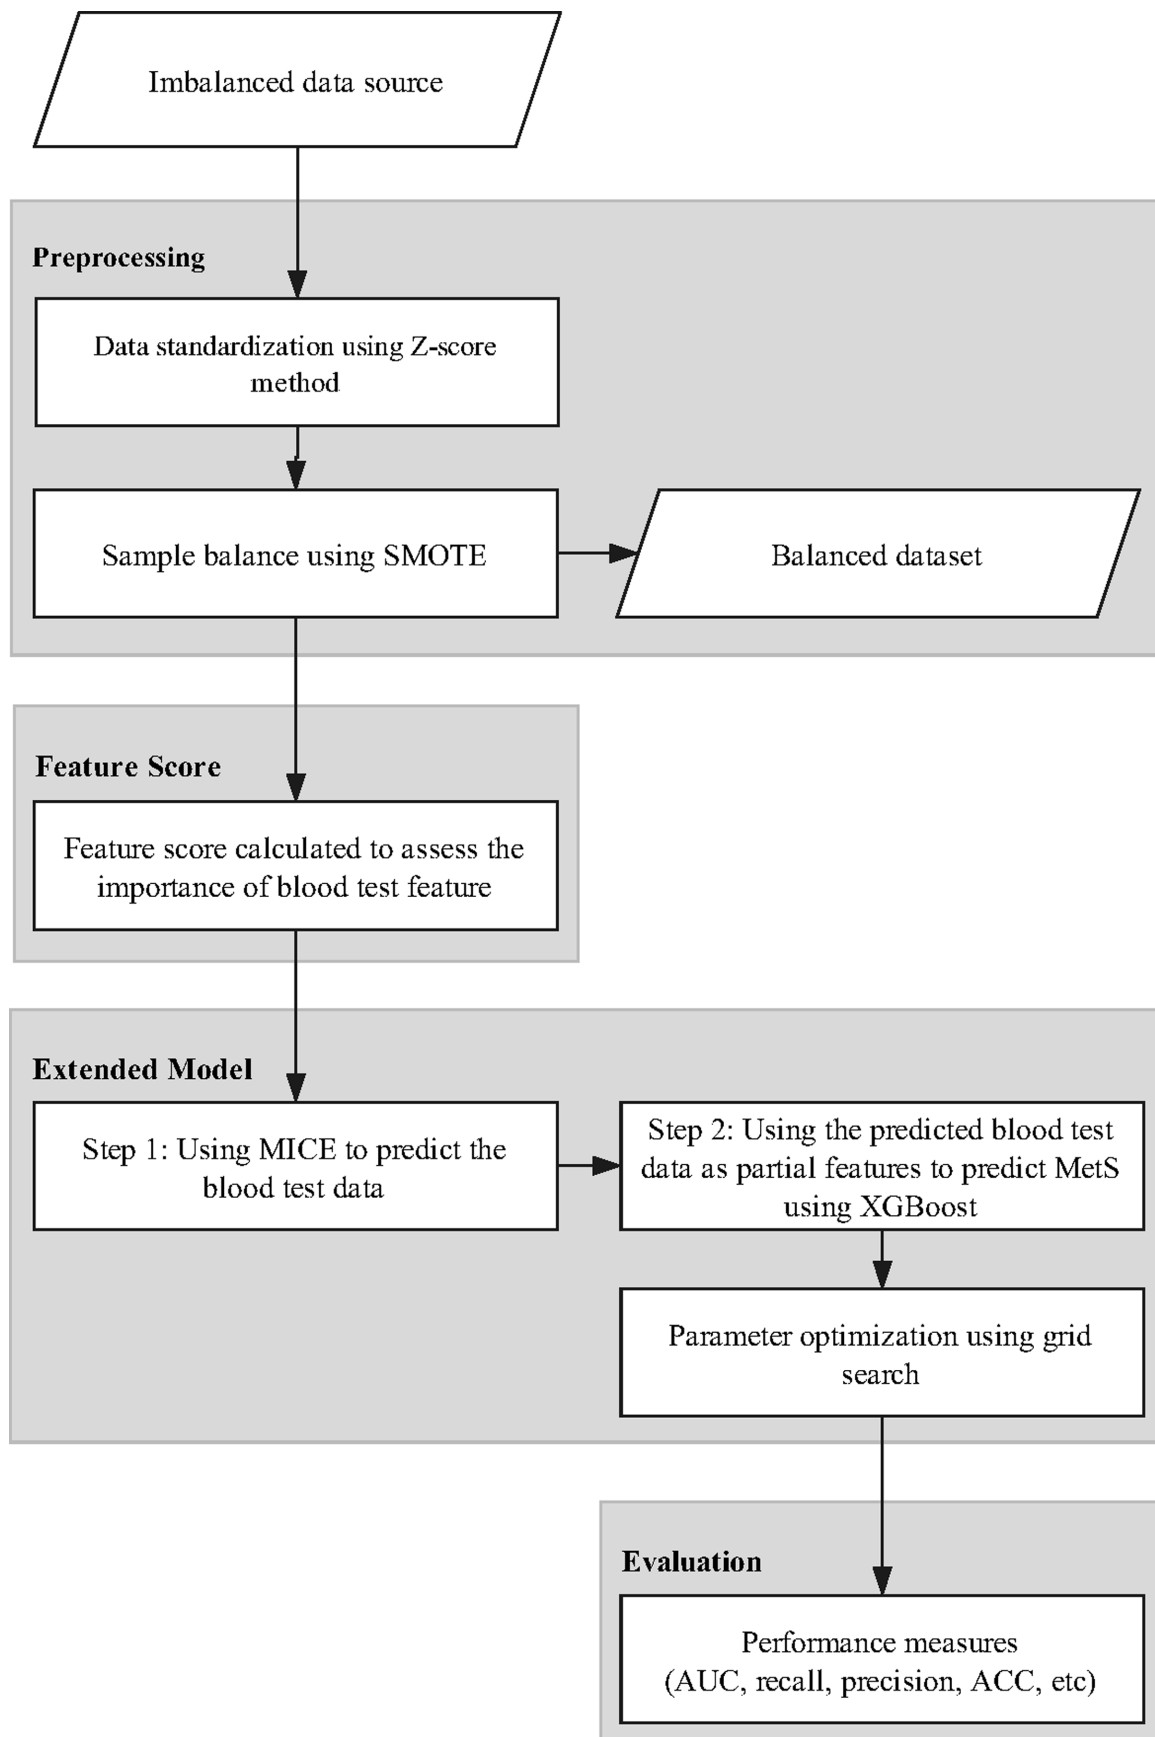 Imbalanced data source
Preprocessing
Data standardization using Z-score
method
Sample balance using SMOTE
Balanced dataset
Feature Score
Feature score calculated to assess the
importance of blood test feature
Extended Model
Step 1: Using MICE to predict the
blood test data
Step 2: Using the predicted blood test
data as partial features to predict MetS
using XGBoost
Parameter optimization using grid
search
Evaluation
Performance measures
(AUC, recall, precision, ACC, etc)